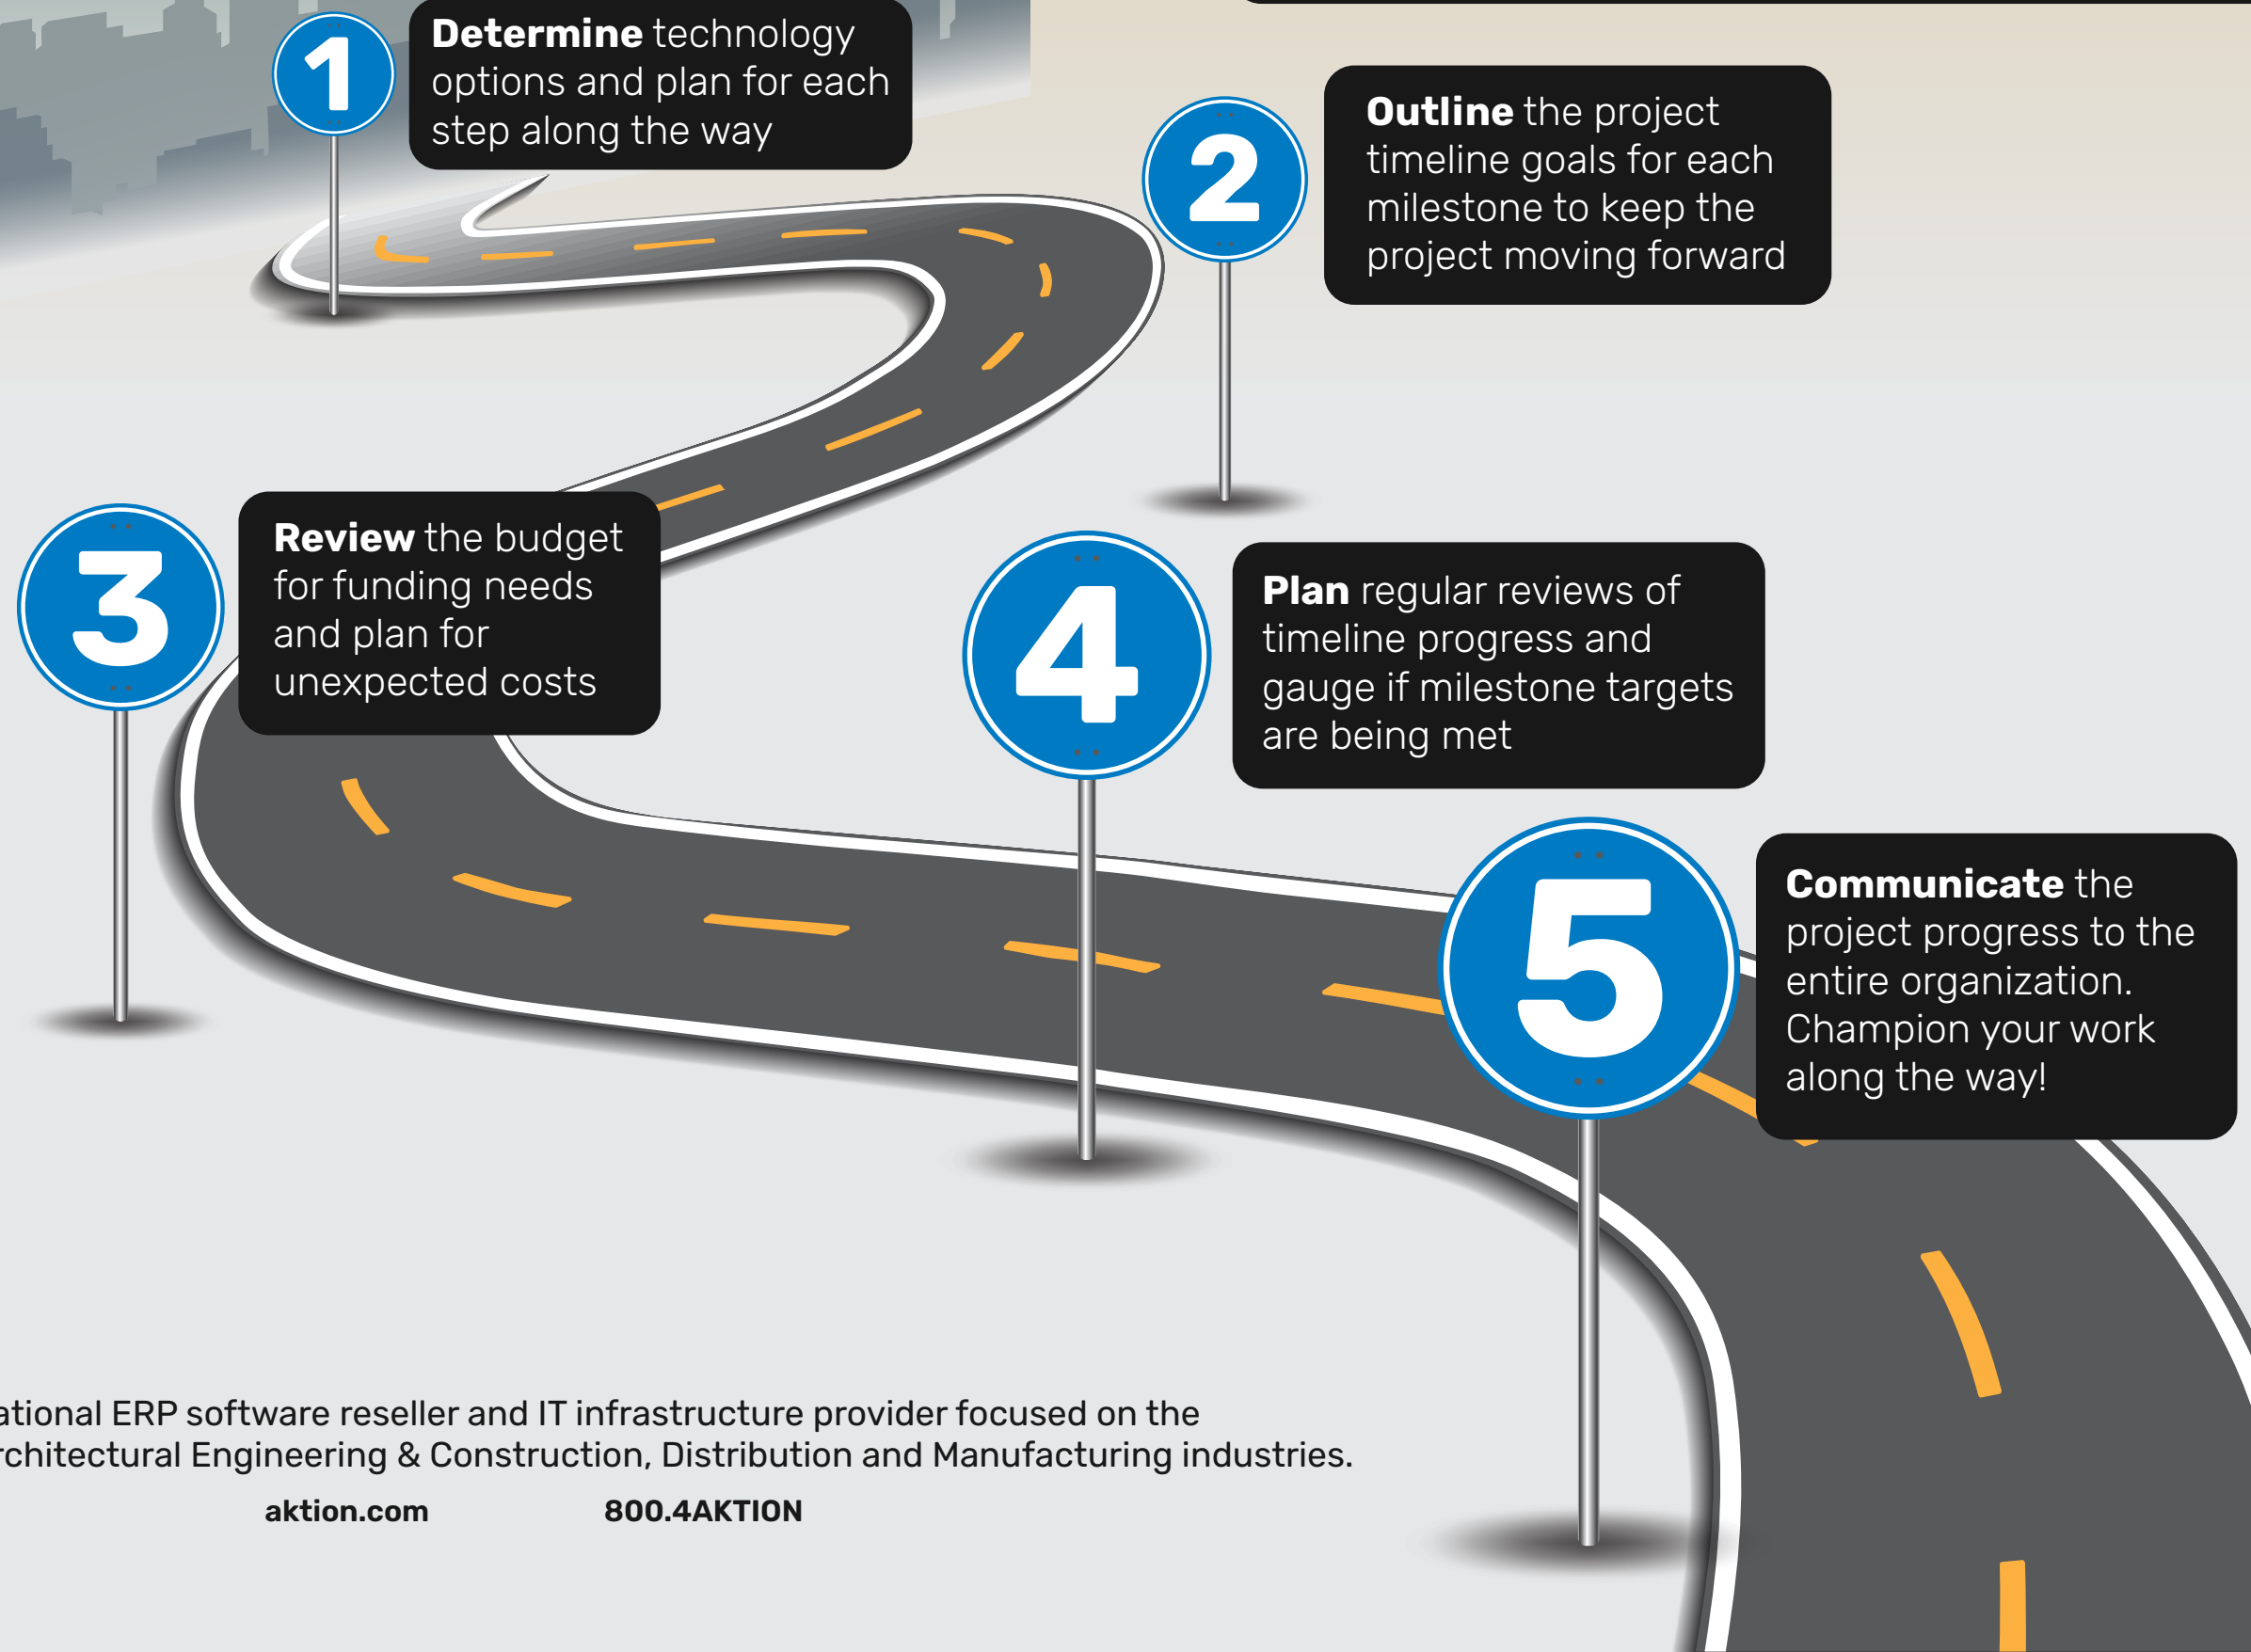 1
Determine technology
options and plan for each
step along the way
2
Outline the project
timeline goals for each
milestone to keep the
project moving forward
3
Review the budget
for funding needs
and plan for
unexpected costs
4
Plan regular reviews of
timeline progress and
gauge if milestone targets
are being met
5
Communicate the
project progress to the
entire organization.
Champion your work
along the way!
ERP software reseller and IT infrastructure provider focused on the
Engineering & Construction, Distribution and Manufacturing industries.
aktion.com 800.4AKTION